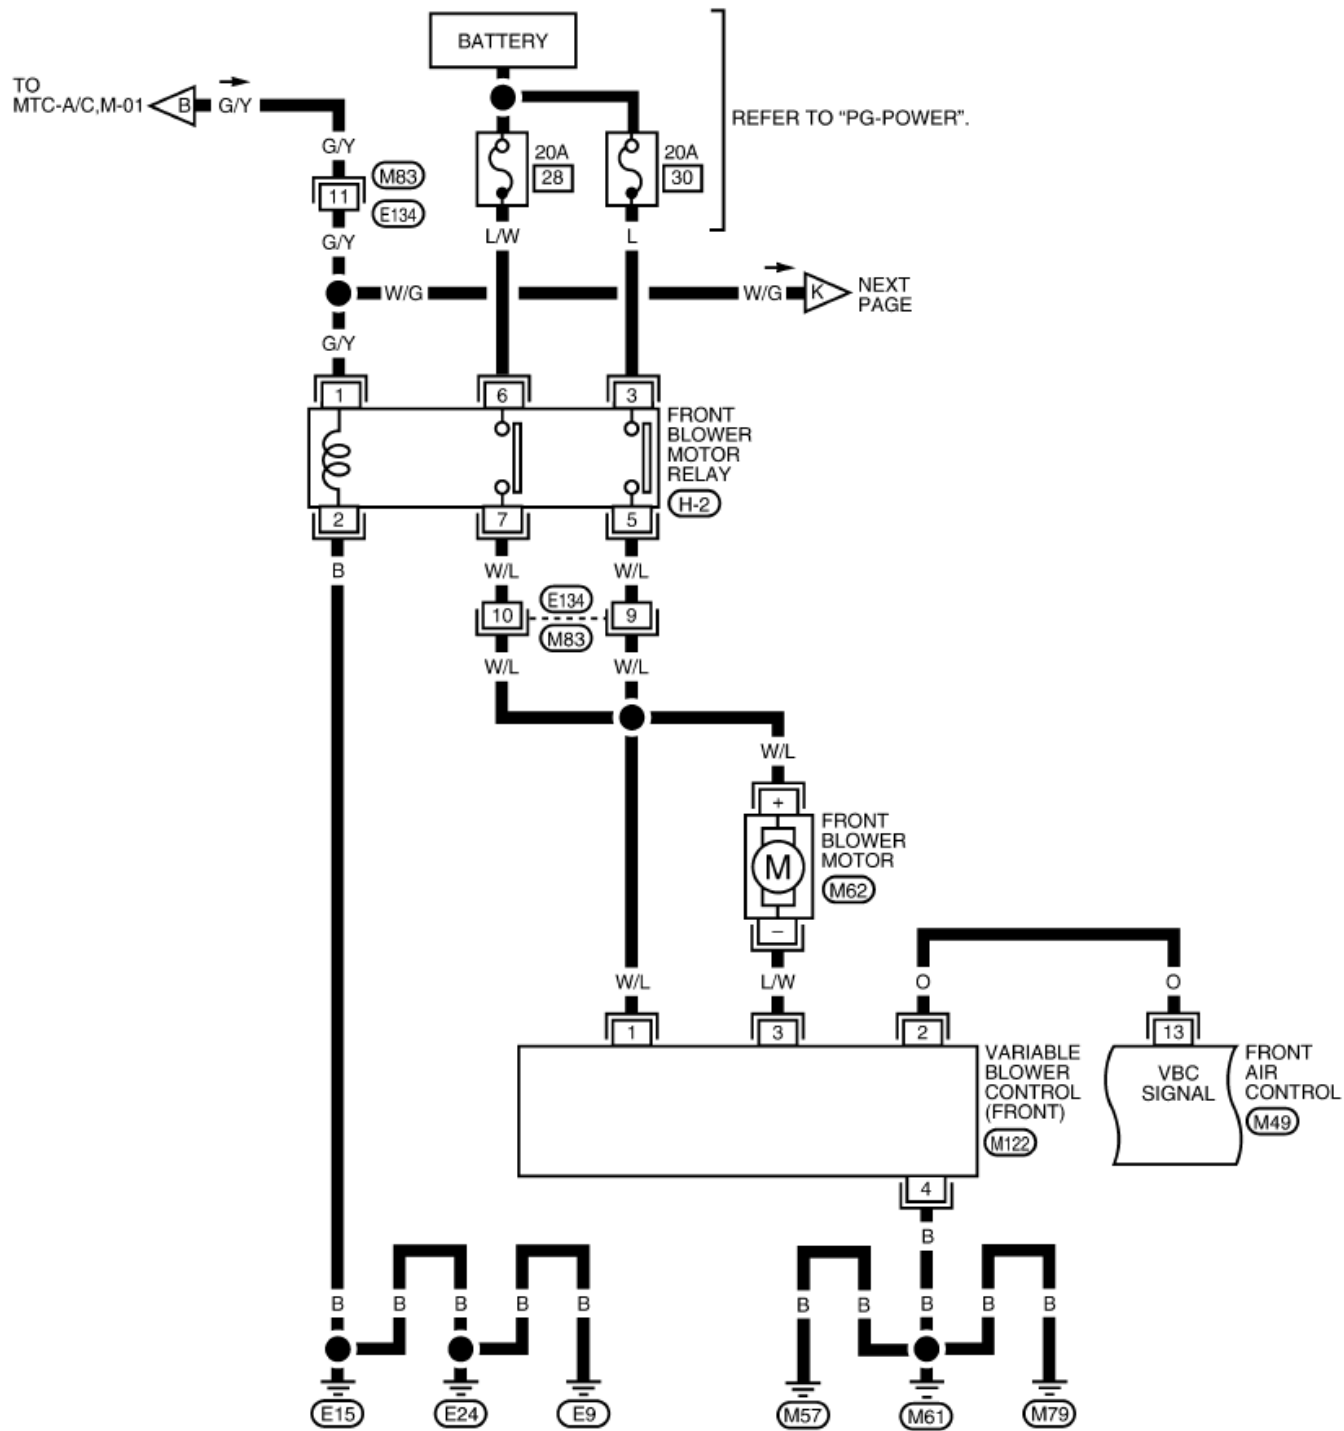 BATTERY
TO
MTC-A/C,M-01
B
G/Y
REFER TO “PG-POWER”.
G/Y
20A
28
20A
30
11
M83
E134
G/Y
L/W
L
W/G
W/G
K
NEXT
PAGE
G/Y
1
6
3
FRONT
BLOWER
MOTOR
RELAY
H-2
2
7
5
B
W/L
W/L
10
E134
M83
9
W/L
W/L
W/L
+
FRONT
BLOWER
MOTOR
M
M62
–
W/L
L/W
O
O
1
3
2
13
VARIABLE
BLOWER
CONTROL
(FRONT)
M122
VBC
SIGNAL
FRONT
AIR
CONTROL
M49
4
B
B
B
B
B
B
B
B
B
B
B
E15
E24
E9
M57
M61
M79